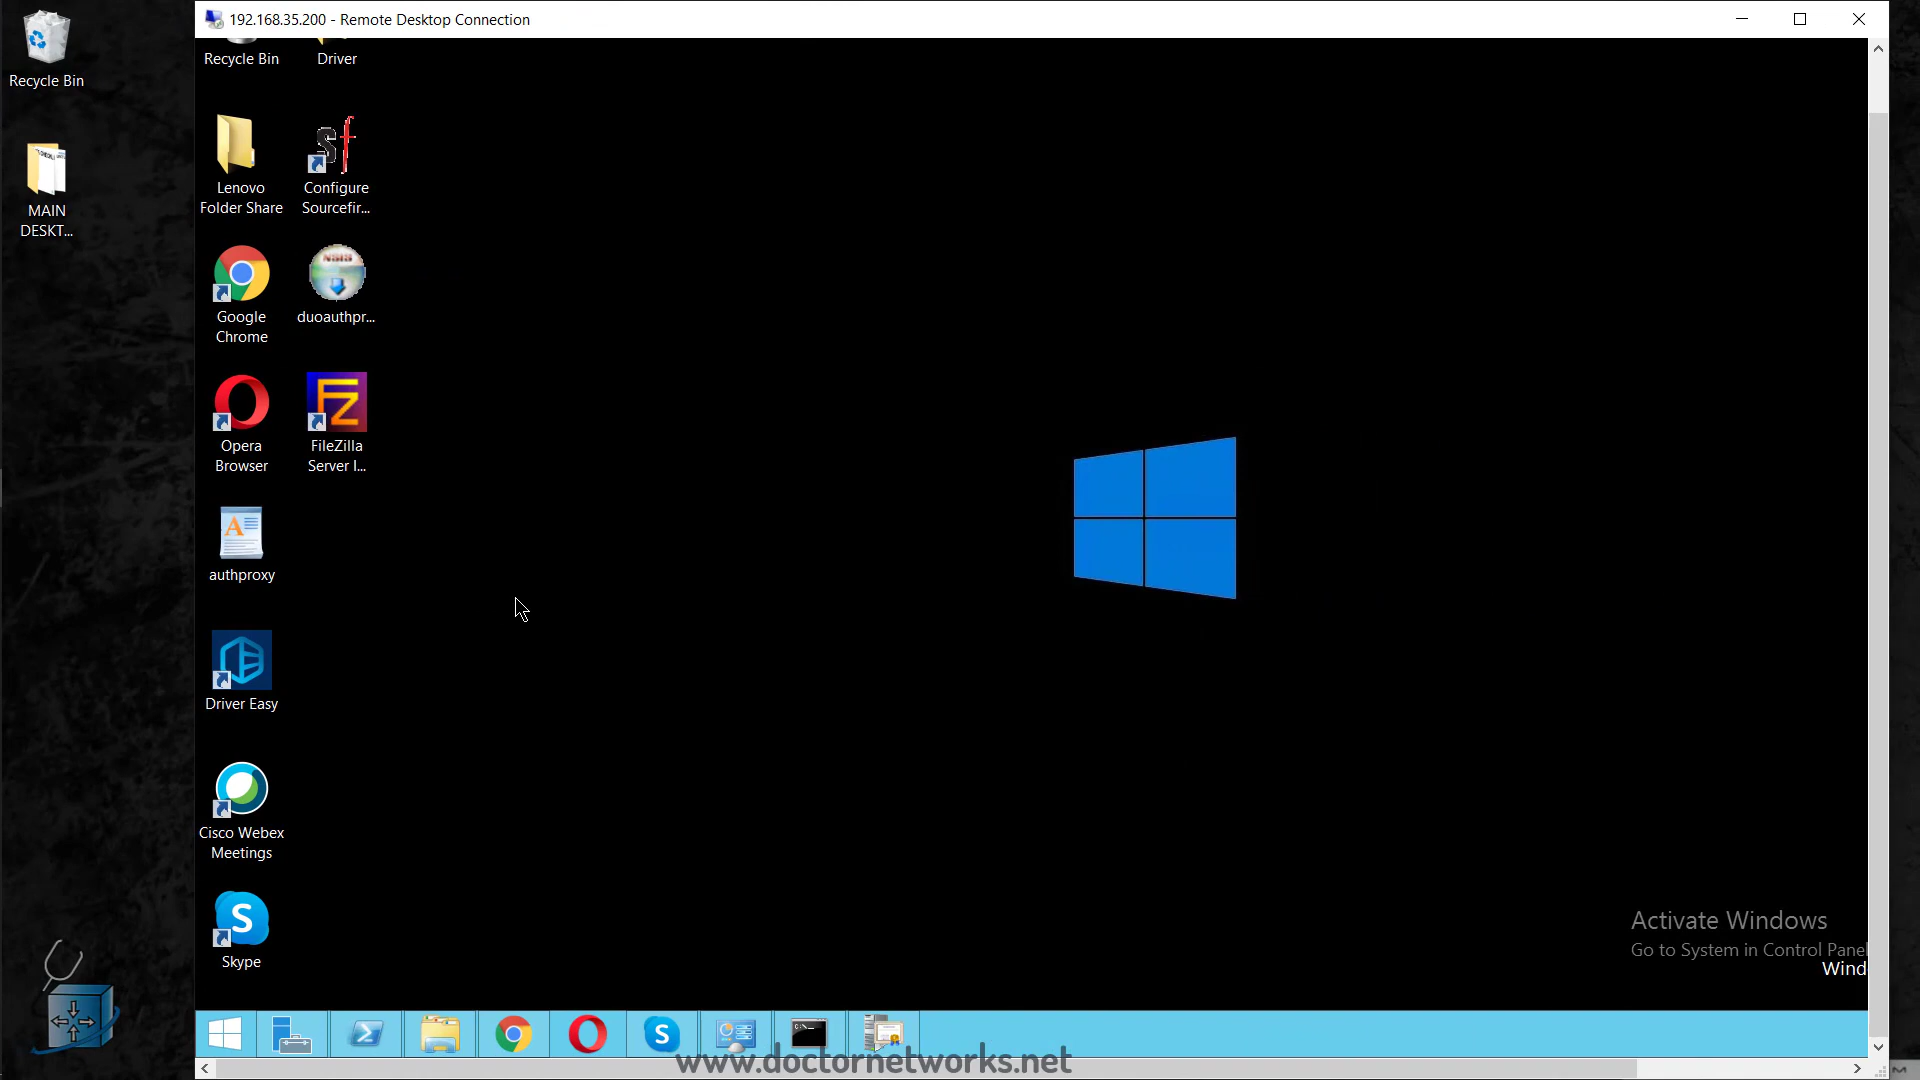 192.168.35.200 - Remote Desktop Connection
Recycle Bin
MAIN
DESKT...
Recycle Bin
Driver
Lenovo
Folder Share
Configure
Sourcefir...
Google
Chrome
NSIS
duoauthpr...
Opera
Browser
FileZilla
Server I...
authproxy
Driver Easy
Cisco Webex
Meetings
Skype
Activate Windows
Go to System in Control Panel
Wind
www.doctornetworks.net